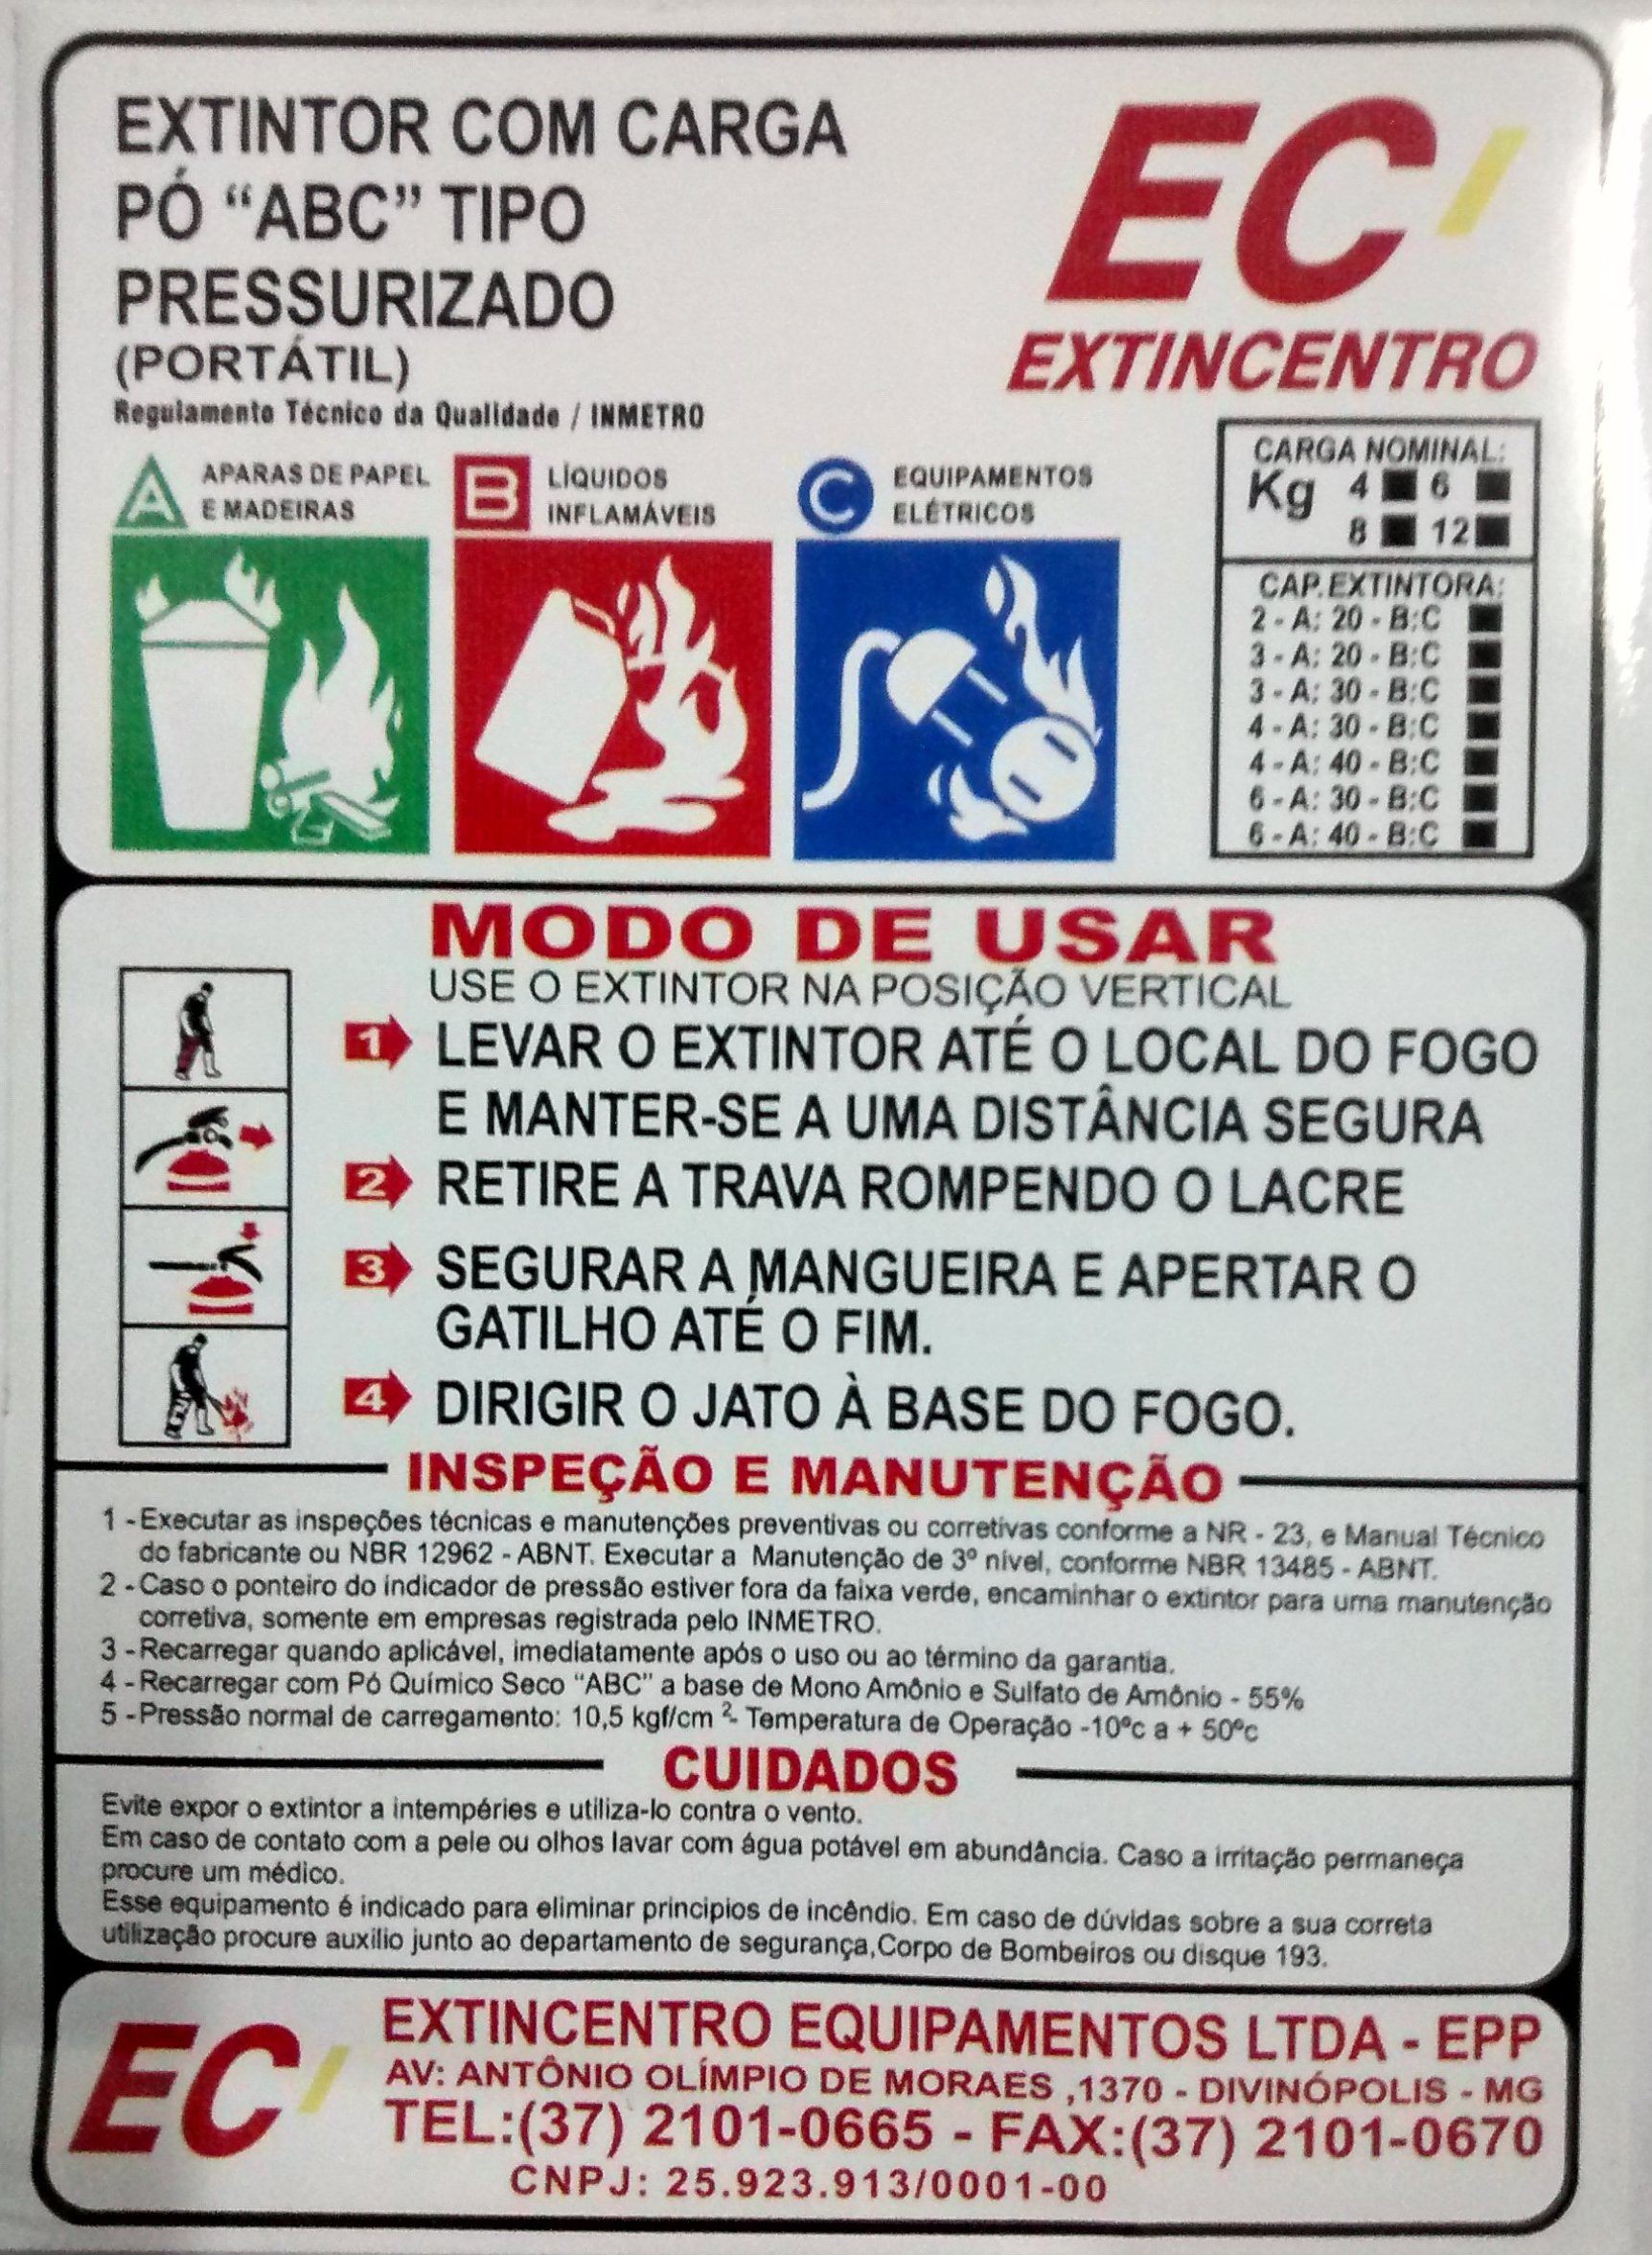 EXTINTOR COM CARGA
PÓ “ABC” TIPO
PRESSURIZADO
(PORTÁTIL)
Regulamento Técnico da Qualidade / INMETRO
EC
EXTINCENTRO
A
APARAS DE PAPEL
E MADEIRAS
B
LÍQUIDOS
INFLAMÁVEIS
C
EQUIPAMENTOS
ELÉTRICOS
CARGA NOMINAL:
Kg 4 6
8 12
CAP.EXTINTORA:
2 - A: 20 - B:C
3 - A: 20 - B:C
3 - A: 30 - B:C
4 - A: 30 - B:C
4 - A: 40 - B:C
6 - A: 30 - B:C
6 - A: 40 - B:C
MODO DE USAR
USE O EXTINTOR NA POSIÇÃO VERTICAL
1 LEVAR O EXTINTOR ATÉ O LOCAL DO FOGO
E MANTER-SE A UMA DISTÂNCIA SEGURA
2 RETIRE A TRAVA ROMPENDO O LACRE
3 SEGURAR A MANGUEIRA E APERTAR O
GATILHO ATÉ O FIM.
4 DIRIGIR O JATO À BASE DO FOGO.
INSPEÇÃO E MANUTENÇÃO
1 - Executar as inspeções técnicas e manutenções preventivas ou corretivas conforme a NR - 23, e Manual Técnico
do fabricante ou NBR 12962 - ABNT. Executar a Manutenção de 3º nível, conforme NBR 13485 - ABNT.
2 - Caso o ponteiro do indicador de pressão estiver fora da faixa verde, encaminhar o extintor para uma manutenção
corretiva, somente em empresas registrada pelo INMETRO.
3 - Recarregar quando aplicável, imediatamente após o uso ou ao término da garantia.
4 - Recarregar com Pó Químico Seco “ABC” a base de Mono Amônio e Sulfato de Amônio - 55%
5 - Pressão normal de carregamento: 10,5 kgf/cm ²- Temperatura de Operação -10ºc a + 50ºc
CUIDADOS
Evite expor o extintor a intempéries e utiliza-lo contra o vento.
Em caso de contato com a pele ou olhos lavar com água potável em abundância. Caso a irritação permaneça
procure um médico.
Esse equipamento é indicado para eliminar principios de incêndio. Em caso de dúvidas sobre a sua correta
utilização procure auxilio junto ao departamento de segurança,Corpo de Bombeiros ou disque 193.
EC
EXTINCENTRO EQUIPAMENTOS LTDA - EPP
AV: ANTÔNIO OLÍMPIO DE MORAES ,1370 - DIVINÓPOLIS - MG
TEL:(37) 2101-0665 - FAX:(37) 2101-0670
CNPJ: 25.923.913/0001-00